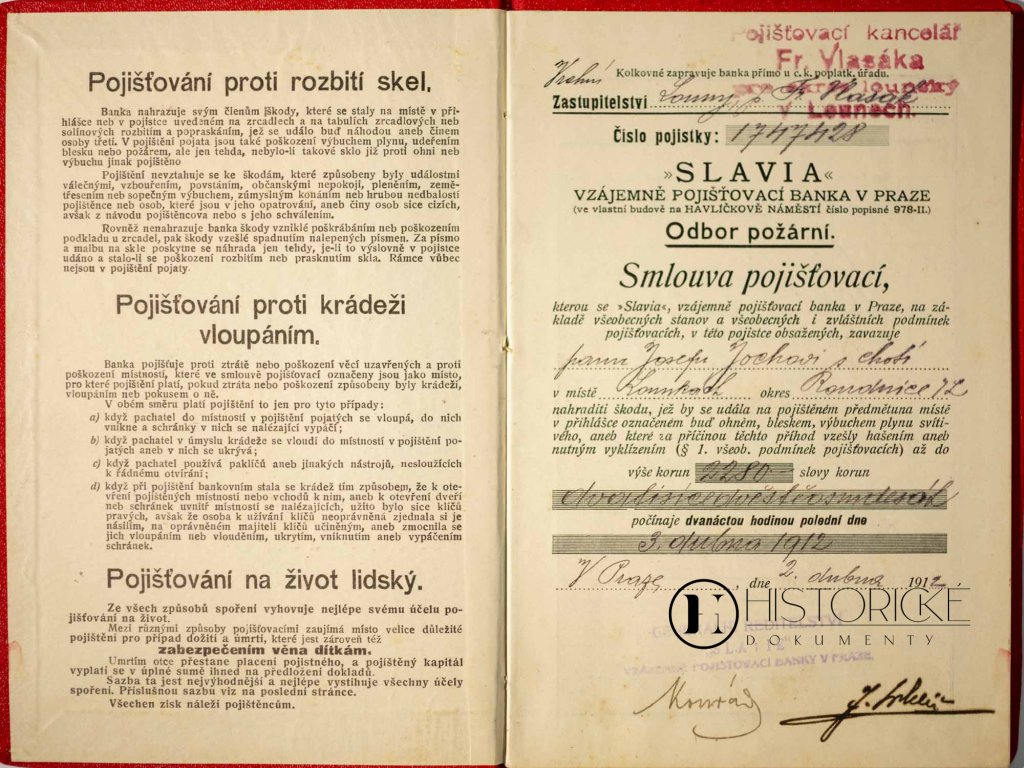 Pojišťování proti rozbití skel.
Banka nahrazuje svým členům škody, které se staly na místě v při-
hlášce neb v pojistce uvedeném na zrcadlech a na tabulích zrcadlových neb
solinových rozbitím a popraskáním, jež se událo buď náhodou aneb činem
osoby třetí. V pojištění pojata jsou také poškození výbuchem plynu, udeřením
blesku nebo požárem, ale jen tehda, nebylo-li takové sklo již proti ohni neb
výbuchu jinak pojištěno
Pojištění nevztahuje se ke škodám, které způsobeny byly událostmi
válečnými, vzbouřením, povstáním, občanskými nepokoji, pleněním, země-
třesením neb sopečným výbuchem, zúmyslným konáním neb hrubou nedbalostí
pojištěnce neb osob, které jsou v jeho opatrování, aneb činy osob sice cizích,
avšak z návodu pojištěncova nebo s jeho schválením.
Rovněž nenahrazuje banka škody vzniklé poškrábáním neb poškozením
podkladu u zrcadel, pak škody vzešlé spadnutím nalepených písmen. Za písmo
a malbu na skle poskytne se náhrada jen tehdy, je-li to výslovně v pojistce
udáno a stalo-li se poškození rozbitím neb prasknutím skla. Rámce vůbec
nejsou v pojištění pojaty.
Pojišťování proti krádeži
vloupáním.
Banka pojišťuje proti ztrátě nebo poškození věcí uzavřených a proti
poškození místností, které ve smlouvě pojišťovací označeny jsou jako místo,
pro které pojištění platí, pokud ztráta nebo poškození způsobeny byly krádeží,
vloupáním neb pokusem o ně.
V obém směru platí pojištění to jen pro tyto případy:
a) když pachatel do místností v pojištění pojatých se vloupá, do nich
vnikne a schránky v nich se nalézající vypáčí;
b) když pachatel v úmyslu krádeže se vloudí do místností v pojištění po-
jatých aneb v nich se ukrývá;
c) když pachatel používá paklíčů aneb jinakých nástrojů, nesloužících
k řádnému otvírání;
d) když při pojištění bankovním stala se krádež tím způsobem, že k ote-
vření pojištěných místností nebo vchodů k nim, aneb k otevření dveří
neb schránek uvnitř místností se nalézajících, užito bylo sice klíčů
pravých, avšak že osoba k užívání klíčů neoprávněná zjednala si je
násilím, na oprávněném majiteli klíčů učiněným, aneb zmocnila se
jich vloupáním neb vlouděním, ukrytím, vniknutím aneb vypáčením
schránek.
Pojišťování na život lidský.
Ze všech způsobů spoření vyhovuje nejlépe svému účelu po-
jišťování na život.
Mezi různými způsoby pojišťovacími zaujímá místo velice důležité
pojištění pro případ dožití a úmrtí, které jest zároveň též
zabezpečením věna dítkám.
Úmrtím otce přestane placení pojistného, a pojištěný kapitál
vyplatí se v úplné sumě ihned na předložení dokladů.
Sazba ta jest nejvýhodnější a nejlépe vystihuje všechny účely
spoření. Příslušnou sazbu viz na poslední stránce.
Všechen zisk náleží pojištěncům.
Pojišťovací kancelář
Fr. Vlasáka
pro okres lounský
v Lounech.
Vrchní Kolkovné zapravuje banka přímo u c. k. poplatk. úřadu.
Zastupitelství Louny, p. Fr. Vlasák
Číslo pojistky: 1747428
»SLAVIA«
VZÁJEMNĚ POJIŠŤOVACÍ BANKA V PRAZE
(ve vlastní budově na HAVLÍČKOVĚ NÁMĚSTÍ číslo popisné 978-II.)
Odbor požární.
Smlouva pojišťovací,
kterou se »Slavia«, vzájemně pojišťovací banka v Praze, na zá-
kladě všeobecných stanov a všeobecných i zvláštních podmínek
pojišťovacích, v této pojistce obsažených, zavazuje
panu Josefu Jochovi s chotí
v místě okres Roudnice
nahraditi škodu, jež by se udála na pojištěném předmětu na místě
v přihlášce označeném buď ohněm, bleskem, výbuchem plynu svíti-
vého, aneb které za příčinou těchto příhod vzešly hašením aneb
nutným vyklízením (§ 1. všeob. podmínek pojišťovacích) až do
výše korun 2280 slovy korun
dvatisícedvěstěosmdesát
počínaje dvanáctou hodinou polední dne
3. dubna 1912
V Praze, dne 2. dubna 1912.
HISTORICKÉ
DOKUMENTY
VZÁJEMNĚ POJIŠŤOVACÍ BANKY V PRAZE.
Konrád